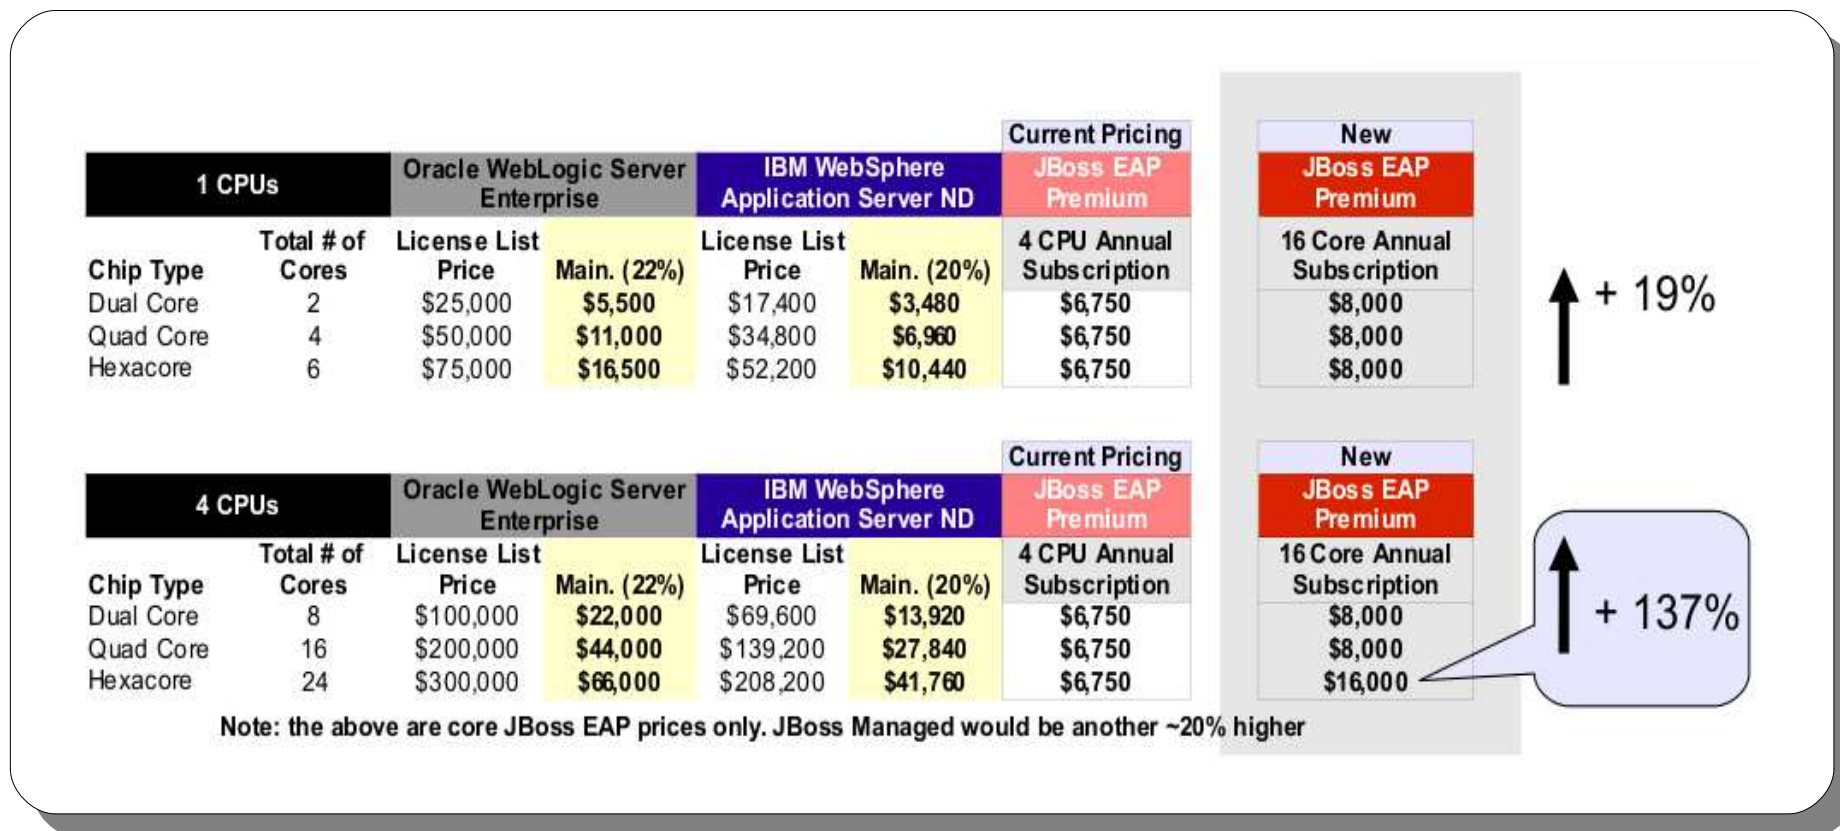 Current Pricing New
1 CPUs Oracle WebLogic Server IBM WebSphere JBoss EAP JBoss EAP
Enterprise Application Server ND Premium Premium
Total # of License List License List 4 CPU Annual 16 Core Annual
Chip Type Cores Price Main. (22%) Price Main. (20%) Subscription Subscription
Dual Core 2 $25,000 $5,500 $17,400 $3,480 $6,750 $8,000 + 19%
Quad Core 4 $50,000 $11,000 $34,800 $6,960 $6,750 $8,000
Hexacore 6 $75,000 $16,500 $52,200 $10,440 $6,750 $8,000
Current Pricing New
4 CPUs Oracle WebLogic Server IBM WebSphere JBoss EAP JBoss EAP
Enterprise Application Server ND Premium Premium
Total # of License List License List 4 CPU Annual 16 Core Annual
Chip Type Cores Price Main. (22%) Price Main. (20%) Subscription Subscription
Dual Core 8 $100,000 $22,000 $69,600 $13,920 $6,750 $8,000 + 137%
Quad Core 16 $200,000 $44,000 $139,200 $27,840 $6,750 $8,000
Hexacore 24 $300,000 $66,000 $208,200 $41,760 $6,750 $16,000
Note: the above are core JBoss EAP prices only. JBoss Managed would be another ~20% higher